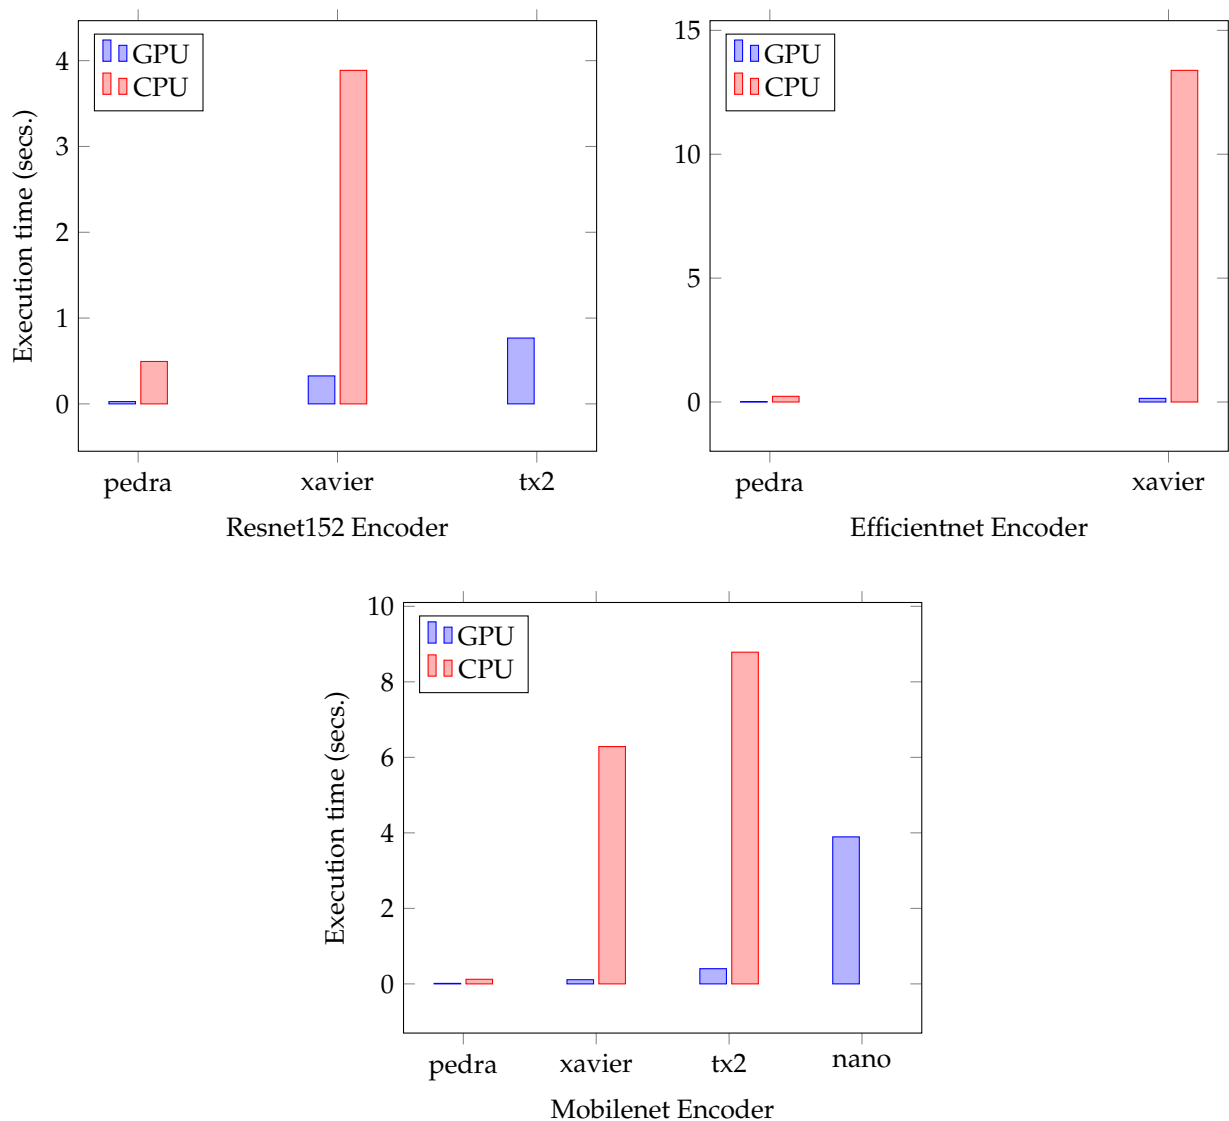 GPU
CPU
4
3
2
1
0
Execution time (secs.)
pedra xavier tx2
Resnet152 Encoder
GPU
CPU
15
10
5
0
pedra xavier
Efficientnet Encoder
GPU
CPU
10
8
6
4
2
0
Execution time (secs.)
pedra xavier tx2 nano
Mobilenet Encoder